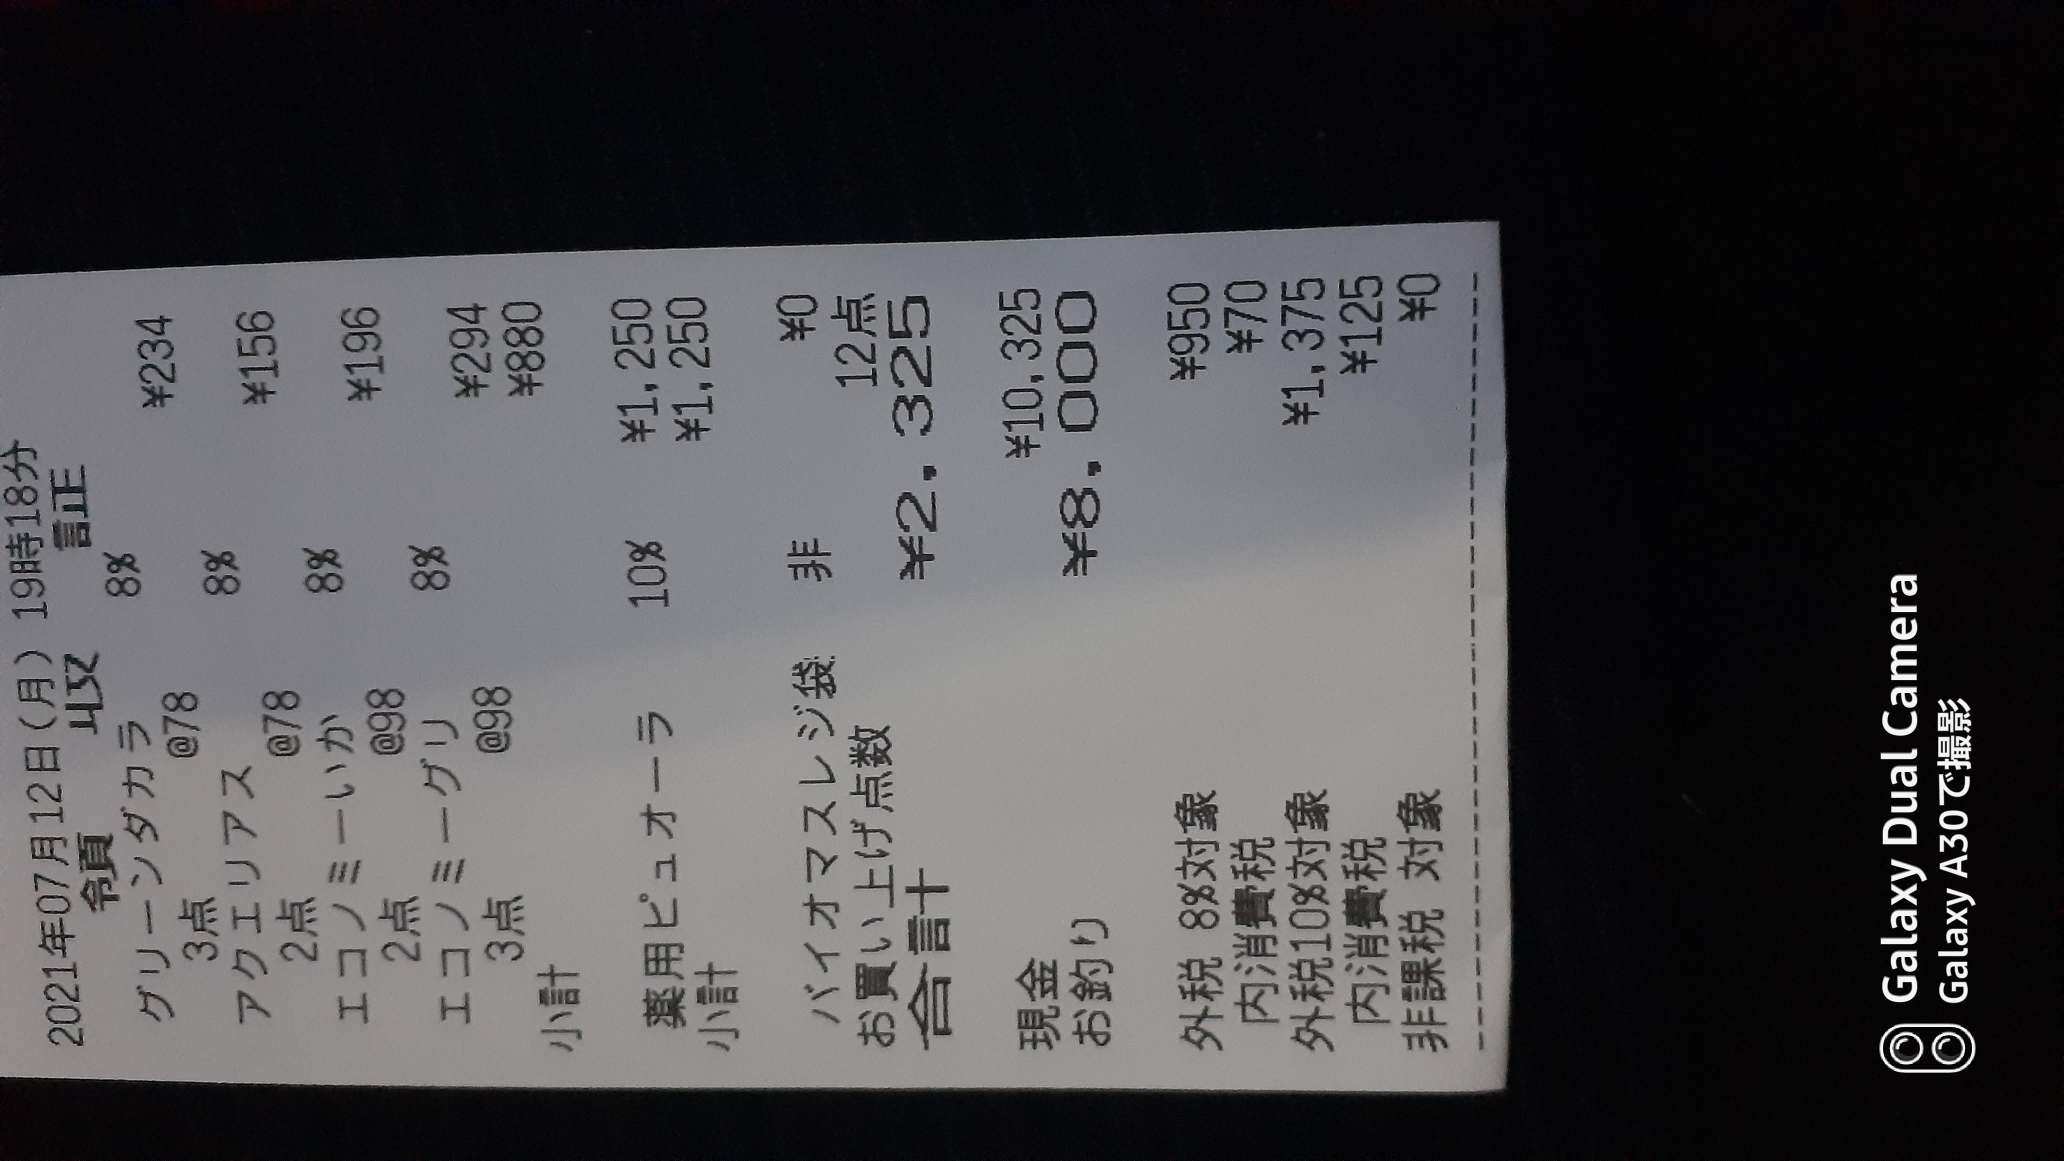 2021年07月12日(月) 19時18分
領 収 証
グリーンダカラ 8%
3点 @78 ¥234
アクエリアス 8%
2点 @78 ¥156
エコノミーいか 8%
2点 @98 ¥196
エコノミーグリ 8%
3点 @98 ¥294
小計 ¥880
薬用ピュオーラ 10% ¥1,250
小計 ¥1,250
バイオマスレジ袋 非 ¥0
お買い上げ点数 12点
合計 ¥2,325
現金 ¥10,325
お釣り ¥8,000
外税 8%対象 ¥950
内消費税 ¥70
外税10%対象 ¥1,375
内消費税 ¥125
非課税 対象 ¥0
Galaxy Dual Camera
Galaxy A30で撮影